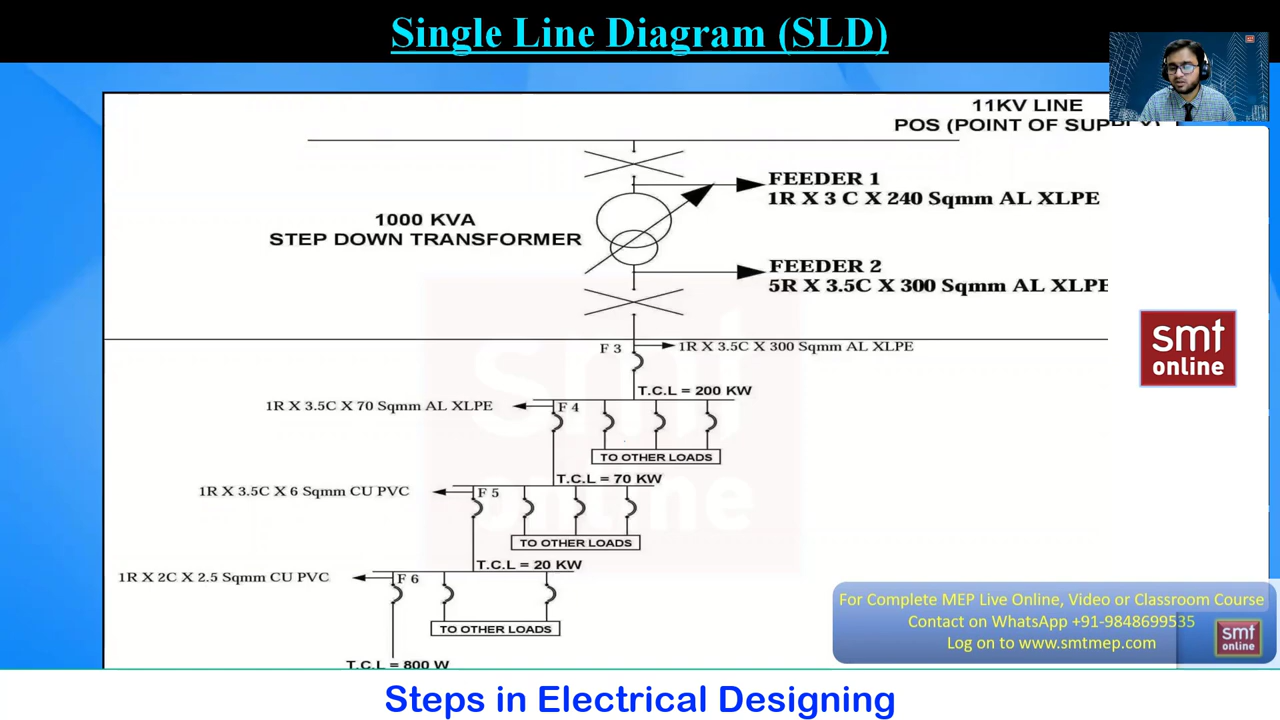 Single Line Diagram (SLD)
11KV LINE
POS (POINT OF SUPPLY)
FEEDER 1
1R X 3 C X 240 Sqmm AL XLPE
1000 KVA
STEP DOWN TRANSFORMER
FEEDER 2
5R X 3.5C X 300 Sqmm AL XLPE
smt
online
F 3
1R X 3.5C X 300 Sqmm AL XLPE
T.C.L = 200 KW
1R X 3.5C X 70 Sqmm AL XLPE
F 4
TO OTHER LOADS
T.C.L = 70 KW
1R X 3.5C X 6 Sqmm CU PVC
F 5
TO OTHER LOADS
T.C.L = 20 KW
1R X 2C X 2.5 Sqmm CU PVC
F 6
TO OTHER LOADS
T.C.L = 800 W
smt
online
For Complete MEP Live Online, Video or Classroom Course
Contact on WhatsApp +91-9848699535
Log on to www.smtmep.com
smt
online
Steps in Electrical Designing